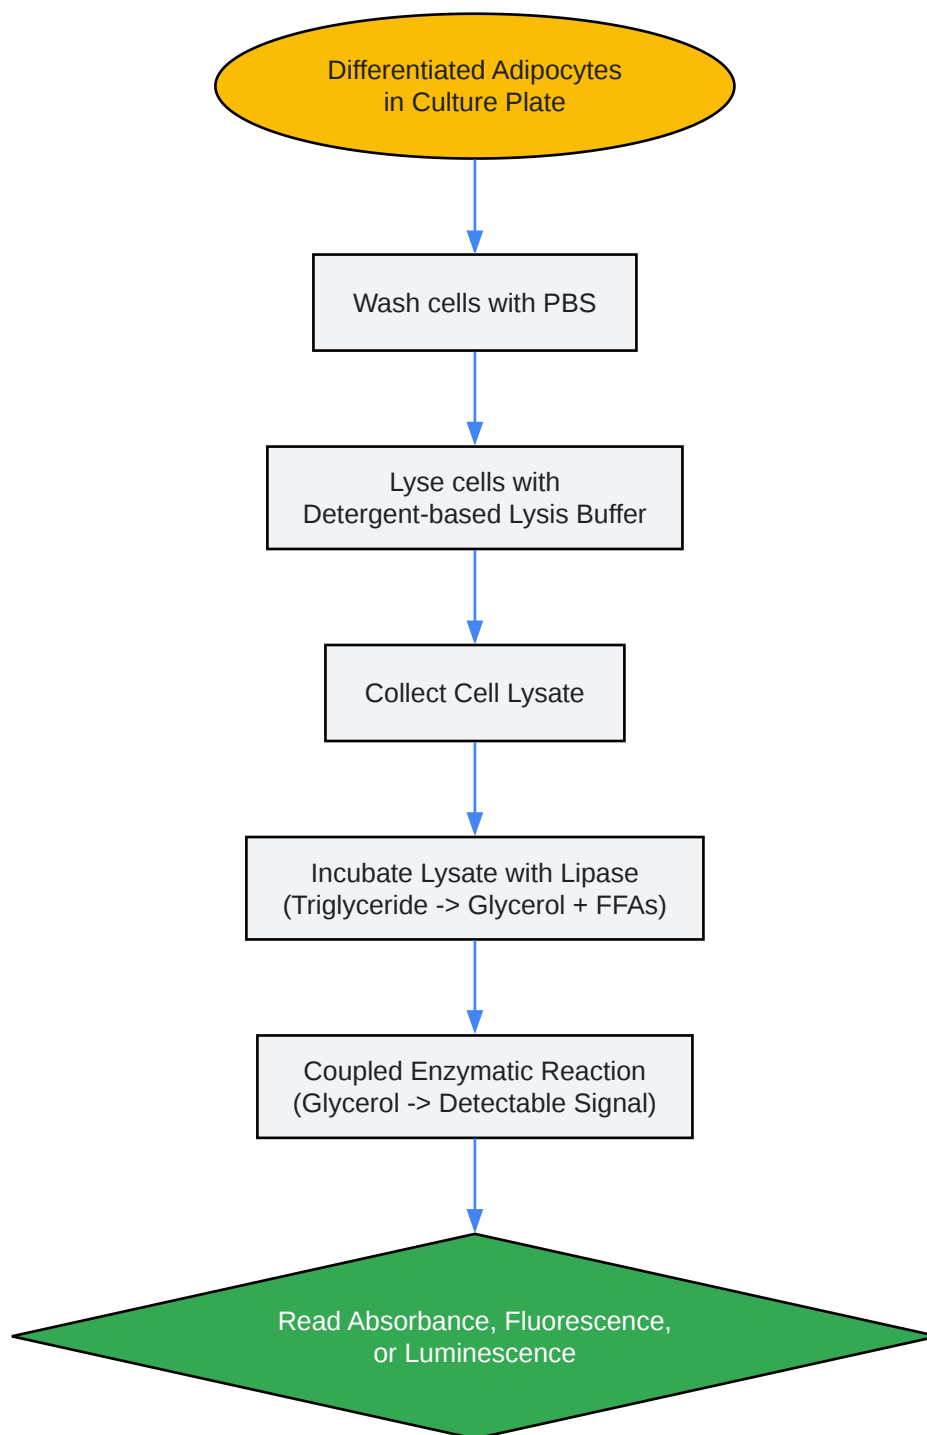 Differentiated Adipocytes
in Culture Plate
Wash cells with PBS
Lyse cells with
Detergent-based Lysis Buffer
Collect Cell Lysate
Incubate Lysate with Lipase
(Triglyceride -> Glycerol + FFAs)
Coupled Enzymatic Reaction
(Glycerol -> Detectable Signal)
Read Absorbance, Fluorescence,
or Luminescence